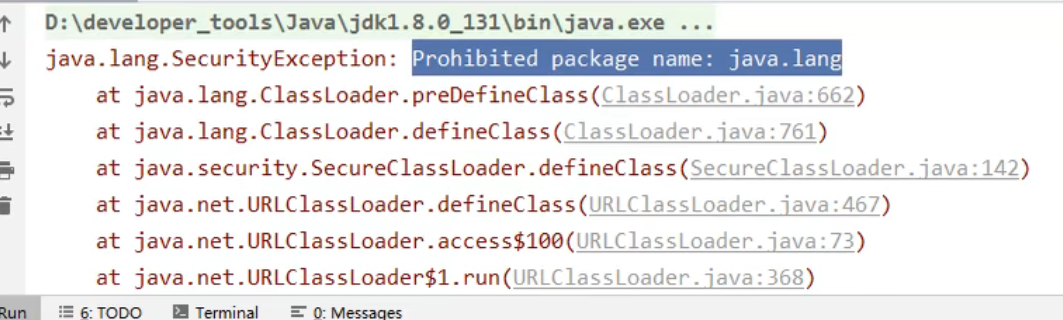 D:\developer_tools\Java\jdk1.8.0_131\bin\java.exe ...
java.lang.SecurityException: Prohibited package name: java.lang
at java.lang.ClassLoader.preDefineClass(ClassLoader.java:662)
at java.lang.ClassLoader.defineClass(ClassLoader.java:761)
at java.security.SecureClassLoader.defineClass(SecureClassLoader.java:142)
at java.net.URLClassLoader.defineClass(URLClassLoader.java:467)
at java.net.URLClassLoader.access$100(URLClassLoader.java:73)
at java.net.URLClassLoader$1.run(URLClassLoader.java:368)
Run 6: TODO Terminal 0: Messages